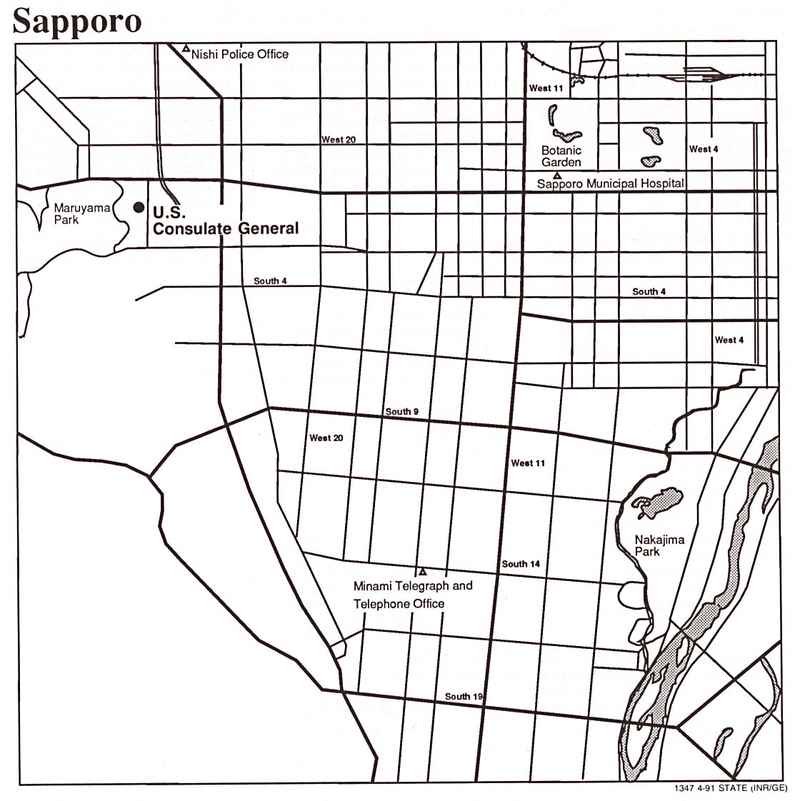 Sapporo
Nishi Police Office
West 11
West 20
Botanic
Garden
West 4
Sapporo Municipal Hospital
Maruyama
Park
U.S.
Consulate General
South 4
South 4
West 4
South 9
West 20
West 11
Nakajima
Park
South 14
Minami Telegraph and
Telephone Office
South 19
1347 4-91 STATE (INR/GE)